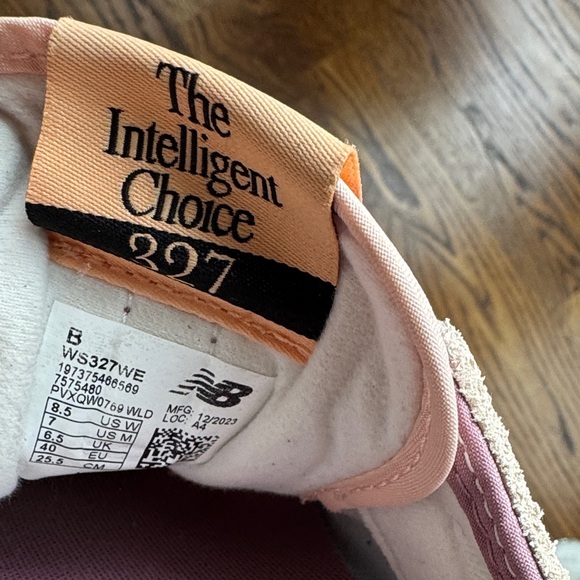 The
Intelligent
Choice
327
B
WS327WE
197375466569
7575480
PVXQW0769 WLD
8.5 US W
7 US M
6.5 UK
40 EU
25.5 CM
MFG: 12/2023
LOC: A4
NB